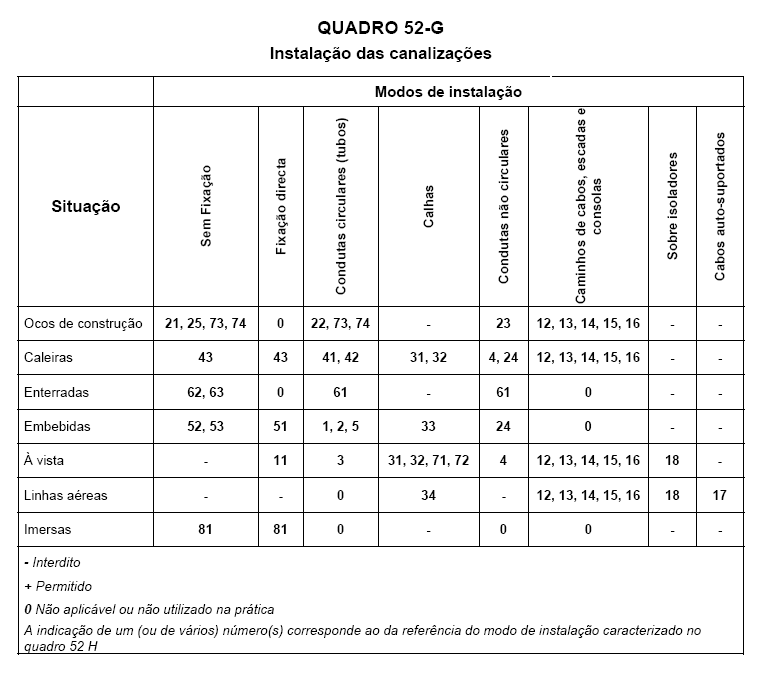 QUADRO 52-G
Instalação das canalizações
Modos de instalação
Situação
Sem Fixação
Fixação directa
Condutas circulares (tubos)
Calhas
Condutas não circulares
Caminhos de cabos, escadas e
consolas
Sobre isoladores
Cabos auto-suportados
Ocos de construção 21, 25, 73, 74 0 22, 73, 74 - 23 12, 13, 14, 15, 16 - -
Caleiras 43 43 41, 42 31, 32 4, 24 12, 13, 14, 15, 16 - -
Enterradas 62, 63 0 61 - 61 0 - -
Embebidas 52, 53 51 1, 2, 5 33 24 0 - -
À vista - 11 3 31, 32, 71, 72 4 12, 13, 14, 15, 16 18 -
Linhas aéreas - - 0 34 - 12, 13, 14, 15, 16 18 17
Imersas 81 81 0 - 0 0 - -
- Interdito
+ Permitido
0 Não aplicável ou não utilizado na prática
A indicação de um (ou de vários) número(s) corresponde ao da referência do modo de instalação caracterizado no
quadro 52 H